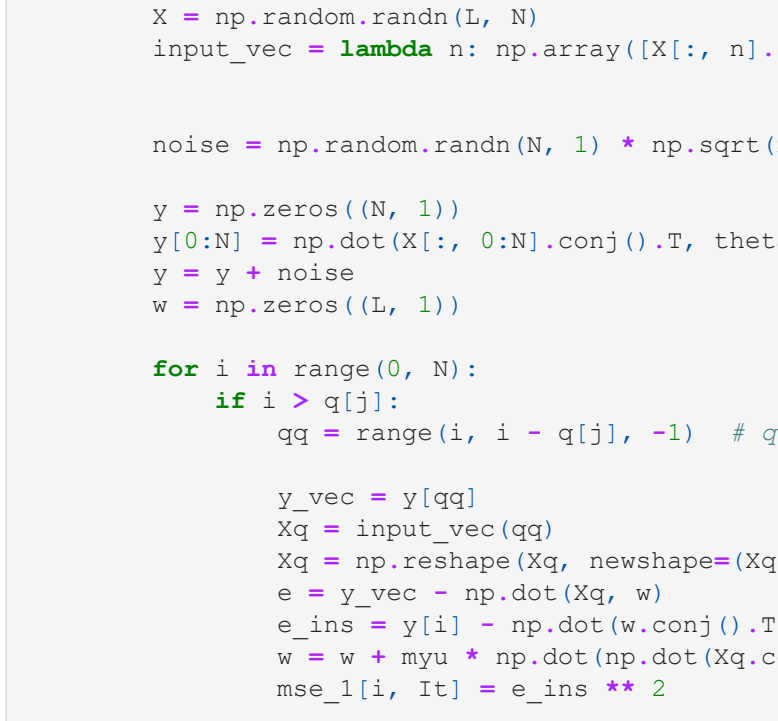 X = np.random.randn(L, N)
input_vec = lambda n: np.array([X[:, n].
noise = np.random.randn(N, 1) * np.sqrt(
y = np.zeros((N, 1))
y[0:N] = np.dot(X[:, 0:N].conj().T, thet
y = y + noise
w = np.zeros((L, 1))
for i in range(0, N):
if i > q[j]:
qq = range(i, i - q[j], -1)  # q
y_vec = y[qq]
Xq = input_vec(qq)
Xq = np.reshape(Xq, newshape=(Xq
e = y_vec - np.dot(Xq, w)
e_ins = y[i] - np.dot(w.conj().T
w = w + myu * np.dot(np.dot(Xq.c
mse_1[i, It] = e_ins ** 2